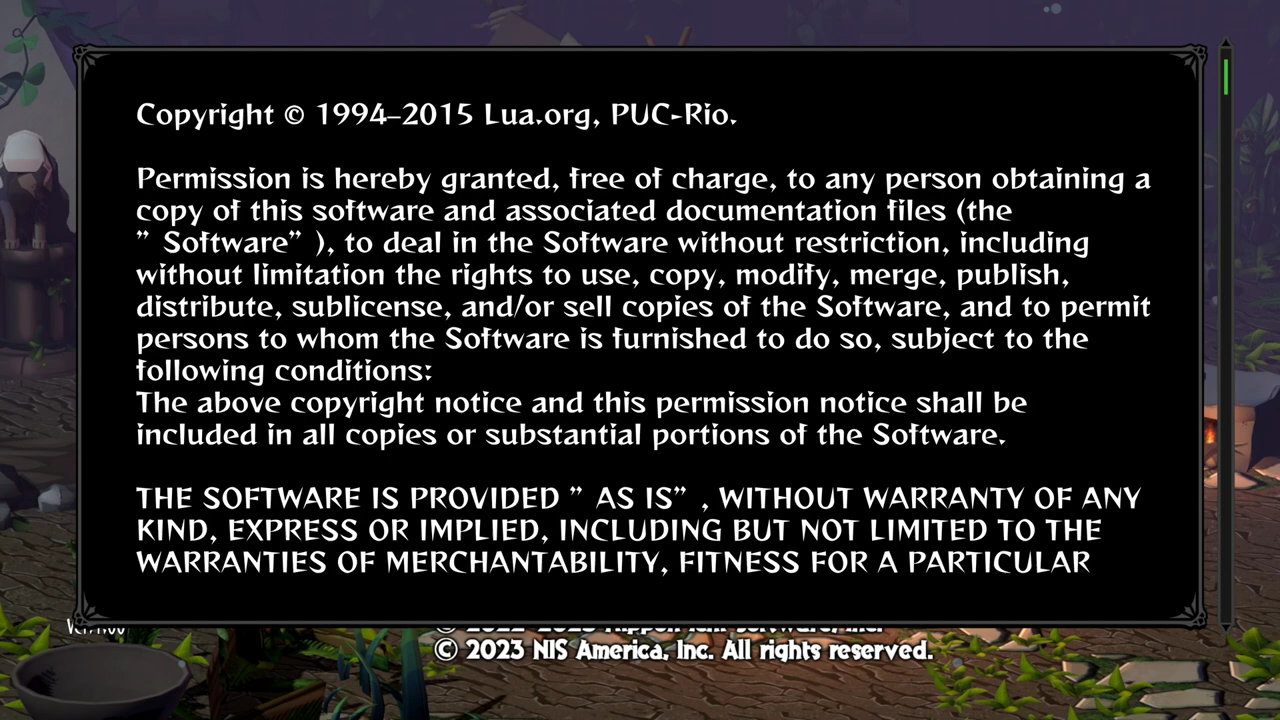 Copyright © 1994–2015 Lua.org, PUC-Rio.
Permission is hereby granted, free of charge, to any person obtaining a
copy of this software and associated documentation files (the
” Software” ), to deal in the Software without restriction, including
without limitation the rights to use, copy, modify, merge, publish,
distribute, sublicense, and/or sell copies of the Software, and to permit
persons to whom the Software is furnished to do so, subject to the
following conditions:
The above copyright notice and this permission notice shall be
included in all copies or substantial portions of the Software.
THE SOFTWARE IS PROVIDED ” AS IS” , WITHOUT WARRANTY OF ANY
KIND, EXPRESS OR IMPLIED, INCLUDING BUT NOT LIMITED TO THE
WARRANTIES OF MERCHANTABILITY, FITNESS FOR A PARTICULAR
© 2023 NIS America, Inc. All rights reserved.